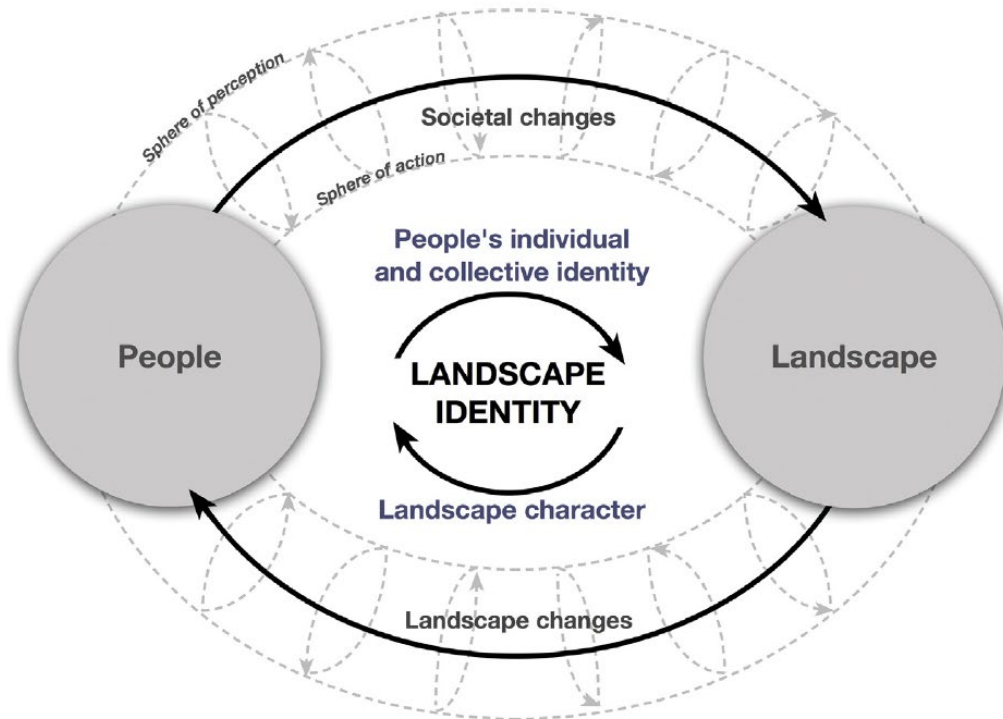 Sphere of perception
Societal changes
Sphere of action
People's individual
and collective identity
People
LANDSCAPE
IDENTITY
Landscape
Landscape character
Landscape changes